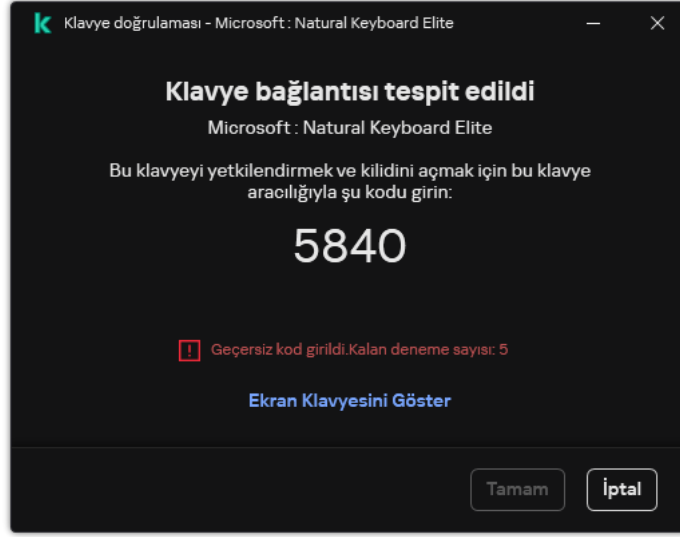 Klavye doğrulaması - Microsoft : Natural Keyboard Elite
Klavye bağlantısı tespit edildi
Microsoft : Natural Keyboard Elite
Bu klavyeyi yetkilendirmek ve kilidini açmak için bu klavye
aracılığıyla şu kodu girin:
5840
Geçersiz kod girildi.Kalan deneme sayısı: 5
Ekran Klavyesini Göster
Tamam
İptal